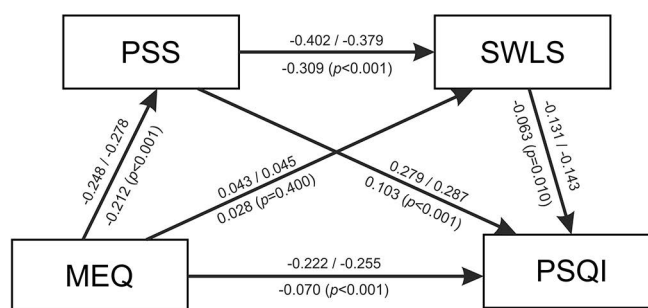 PSS
-0.402 / -0.379
-0.309 (p<0.001)
SWLS
-0.248 / -0.278
-0.212 (p<0.001)
0.043 / 0.045
0.028 (p=0.400)
0.279 / 0.287
0.103 (p<0.001)
-0.131 / -0.143
-0.063 (p=0.010)
MEQ
-0.222 / -0.255
-0.070 (p<0.001)
PSQI